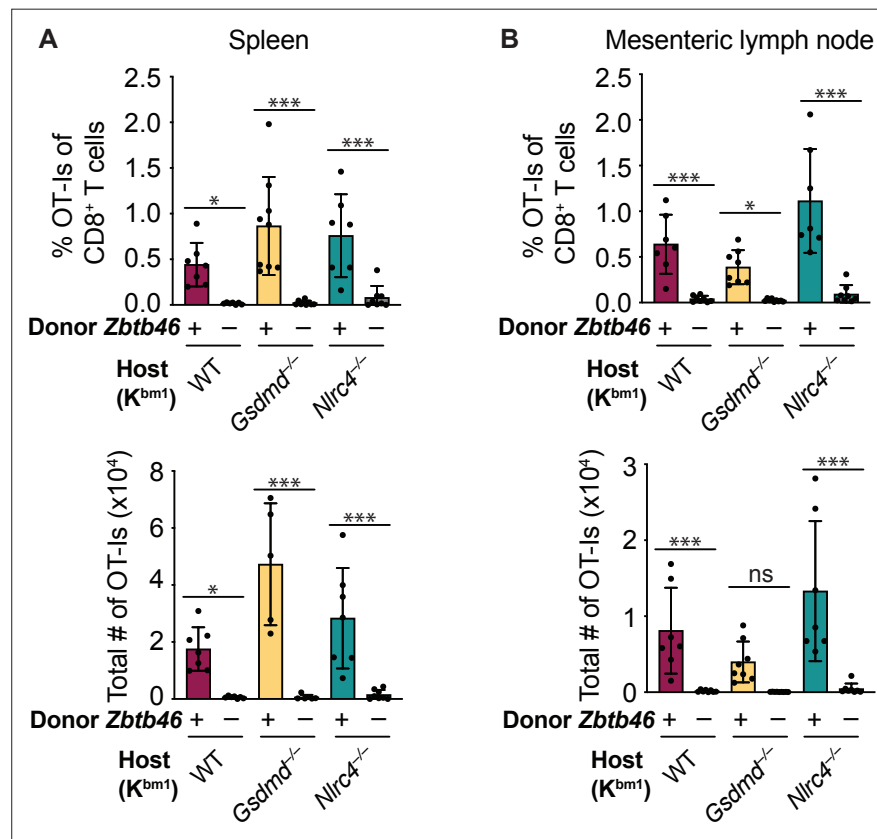 A Spleen
% OT-Is of
CD8⁺ T cells
2.5
2.0
1.5
1.0
0.5
0.0
* *** ***
Donor Zbtb46 + − + − + −
Host
(Kᵇᵐ¹)
WT Gsdmd⁻/⁻ Nlrc4⁻/⁻
Total # of OT-Is (x10⁴)
8
6
4
2
0
* *** ***
Donor Zbtb46 + − + − + −
Host
(Kᵇᵐ¹)
WT Gsdmd⁻/⁻ Nlrc4⁻/⁻
B Mesenteric lymph node
% OT-Is of
CD8⁺ T cells
2.5
2.0
1.5
1.0
0.5
0.0
*** * ***
Donor Zbtb46 + − + − + −
Host
(Kᵇᵐ¹)
WT Gsdmd⁻/⁻ Nlrc4⁻/⁻
Total # of OT-Is (x10⁴)
3
2
1
0
*** ns ***
Donor Zbtb46 + − + − + −
Host
(Kᵇᵐ¹)
WT Gsdmd⁻/⁻ Nlrc4⁻/⁻